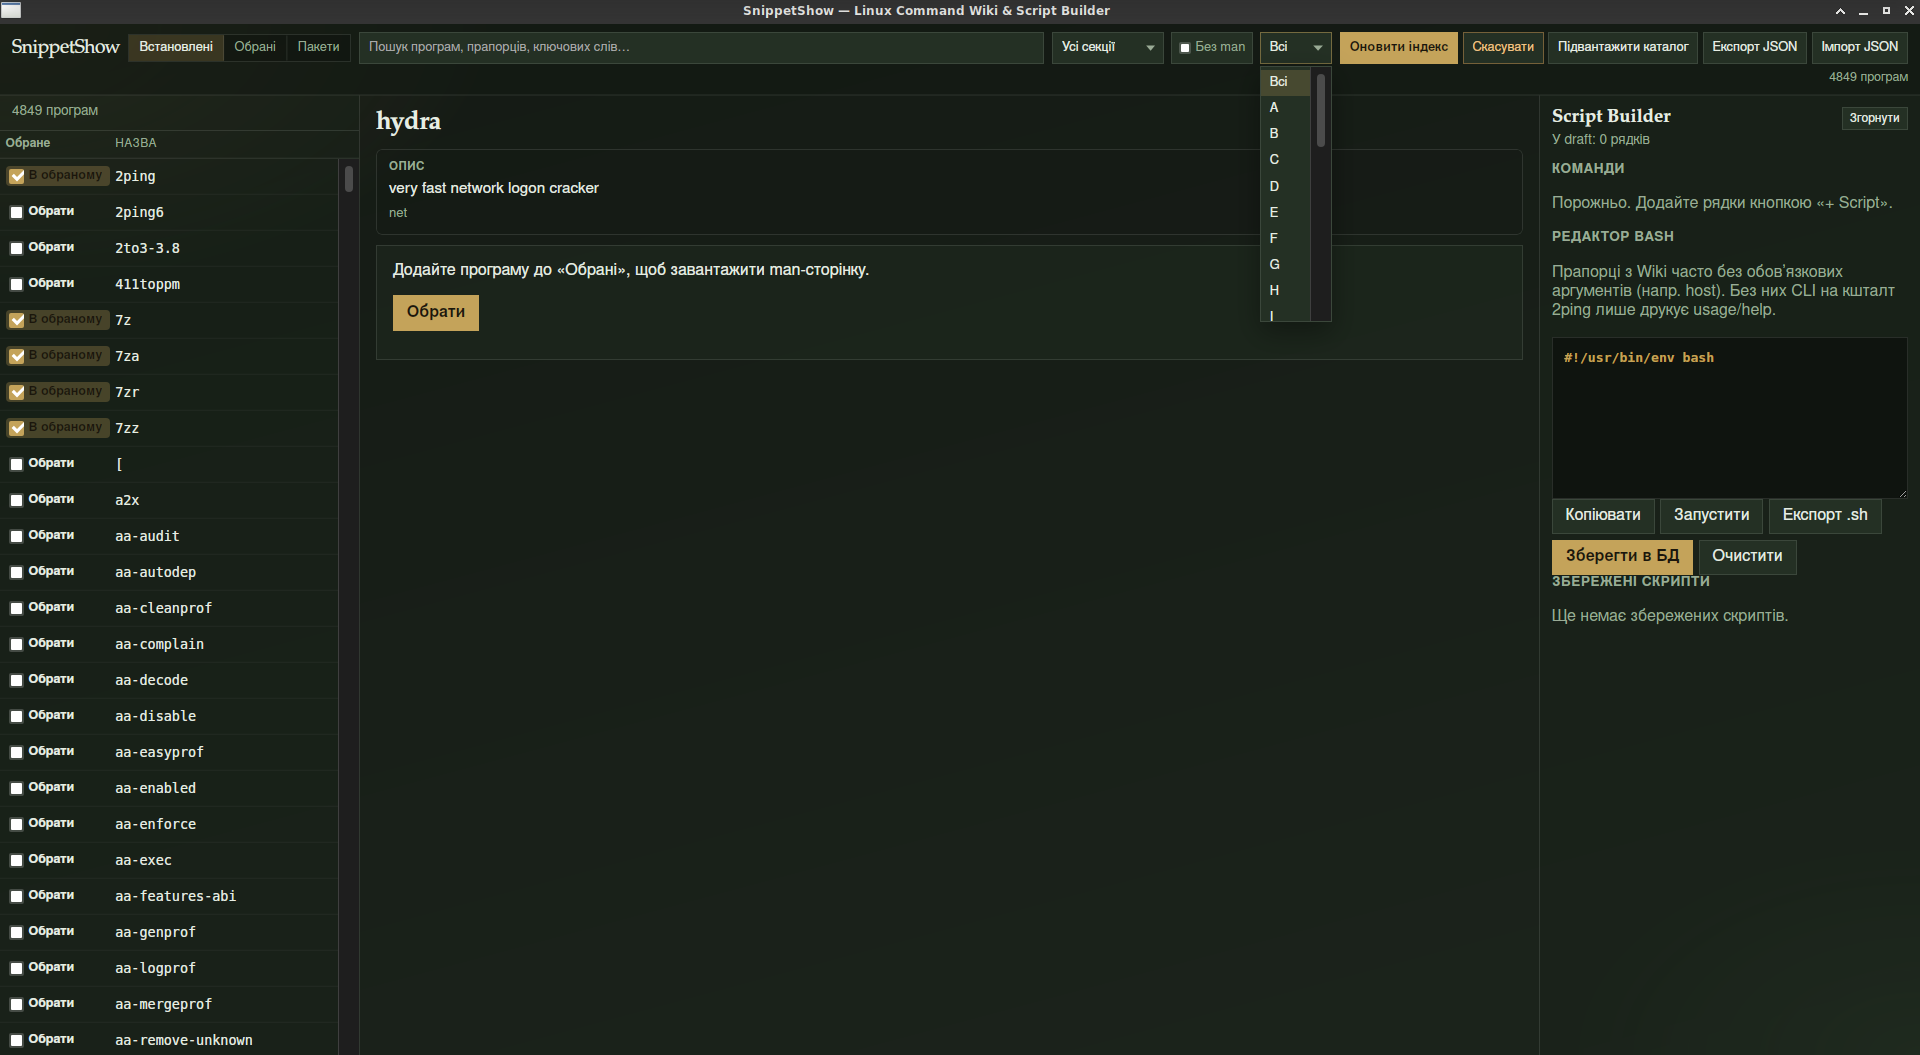 SnippetShow — Linux Command Wiki & Script Builder
SnippetShow
Встановлені
Обрані
Пакети
Пошук програм, прапорців, ключових слів…
Усі секції
Без man
Всі
Оновити індекс
Скасувати
Підвантажити каталог
Експорт JSON
Імпорт JSON
4849 програм
Всі
A
B
C
D
E
F
G
H
I
4849 програм
Обране НАЗВА
В обраному 2ping
Обрати 2ping6
Обрати 2to3-3.8
Обрати 411toppm
В обраному 7z
В обраному 7za
В обраному 7zr
В обраному 7zz
Обрати [
Обрати a2x
Обрати aa-audit
Обрати aa-autodep
Обрати aa-cleanprof
Обрати aa-complain
Обрати aa-decode
Обрати aa-disable
Обрати aa-easyprof
Обрати aa-enabled
Обрати aa-enforce
Обрати aa-exec
Обрати aa-features-abi
Обрати aa-genprof
Обрати aa-logprof
Обрати aa-mergeprof
Обрати aa-remove-unknown
hydra
ОПИС
very fast network logon cracker
net
Додайте програму до «Обрані», щоб завантажити man-сторінку.
Обрати
Script Builder
Згорнути
У draft: 0 рядків
КОМАНДИ
Порожньо. Додайте рядки кнопкою «+ Script».
РЕДАКТОР BASH
Прапорці з Wiki часто без обов'язкових
аргументів (напр. host). Без них CLI на кшталт
2ping лише друкує usage/help.
#!/usr/bin/env bash
Копіювати
Запустити
Експорт .sh
Зберегти в БД
Очистити
ЗБЕРЕЖЕНІ СКРИПТИ
Ще немає збережених скриптів.